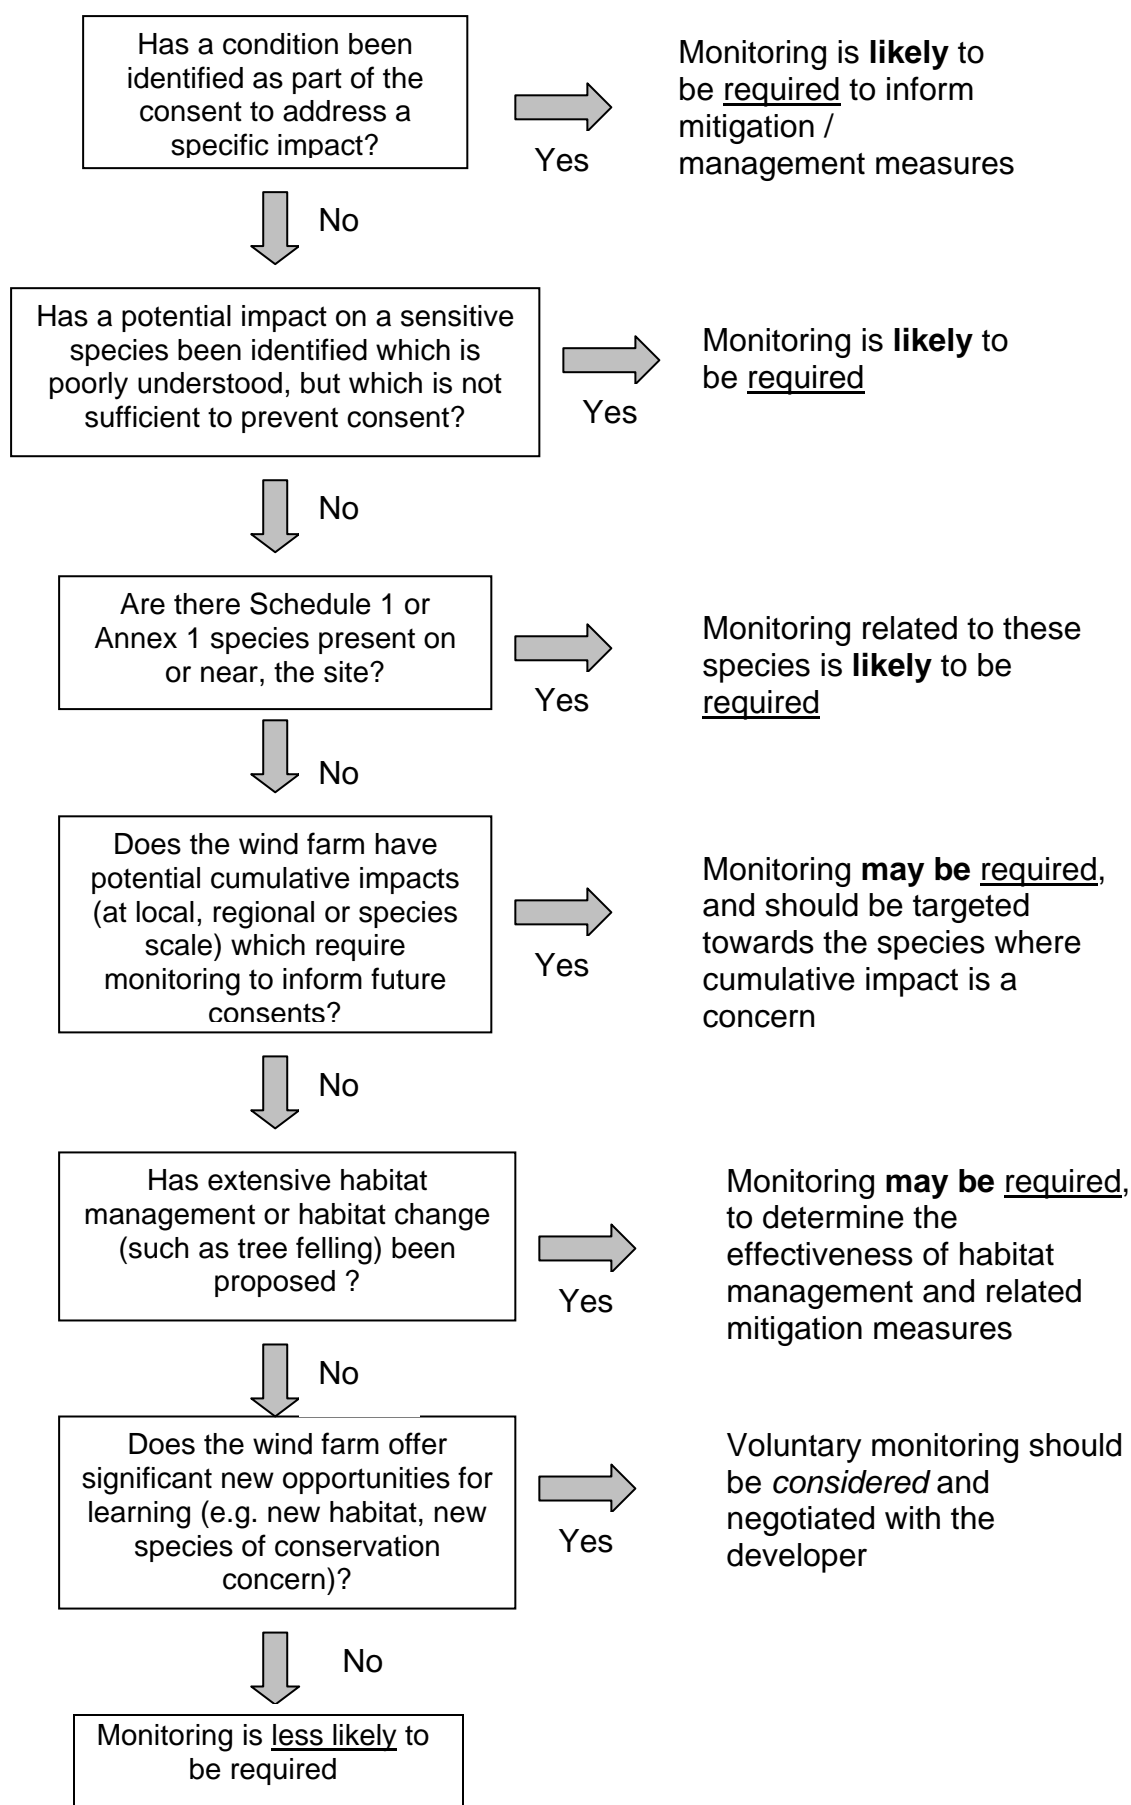 Has a condition been
identified as part of the
consent to address a
specific impact?
Yes
Monitoring is likely to
be required to inform
mitigation /
management measures
No
Has a potential impact on a sensitive
species been identified which is
poorly understood, but which is not
sufficient to prevent consent?
Yes
Monitoring is likely to
be required
No
Are there Schedule 1 or
Annex 1 species present on
or near, the site?
Yes
Monitoring related to these
species is likely to be
required
No
Does the wind farm have
potential cumulative impacts
(at local, regional or species
scale) which require
monitoring to inform future
consents?
Yes
Monitoring may be required,
and should be targeted
towards the species where
cumulative impact is a
concern
No
Has extensive habitat
management or habitat change
(such as tree felling) been
proposed ?
Yes
Monitoring may be required,
to determine the
effectiveness of habitat
management and related
mitigation measures
No
Does the wind farm offer
significant new opportunities for
learning (e.g. new habitat, new
species of conservation
concern)?
Yes
Voluntary monitoring should
be considered and
negotiated with the
developer
No
Monitoring is less likely to
be required